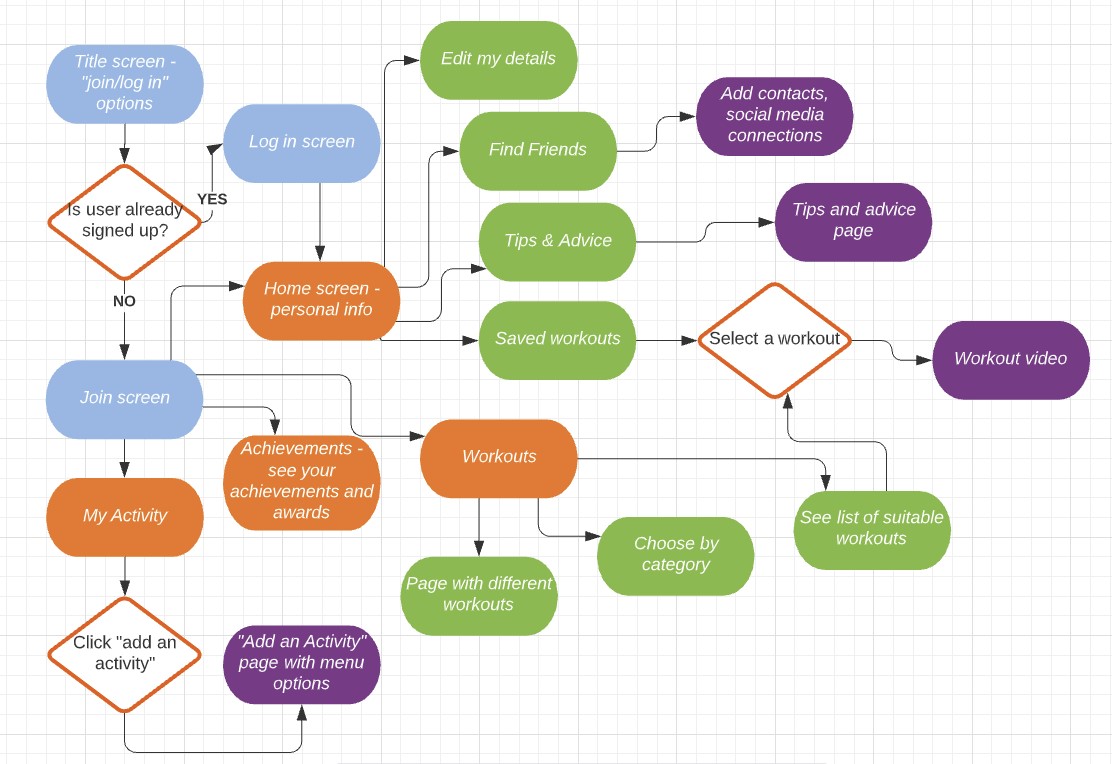 Title screen -
"join/log in"
options
Is user already
signed up?
YES
NO
Log in screen
Home screen -
personal info
Edit my details
Find Friends
Add contacts,
social media
connections
Tips & Advice
Tips and advice
page
Saved workouts
Select a workout
Workout video
Join screen
Achievements -
see your
achievements and
awards
Workouts
See list of suitable
workouts
Choose by
category
Page with different
workouts
My Activity
Click "add an
activity"
"Add an Activity"
page with menu
options